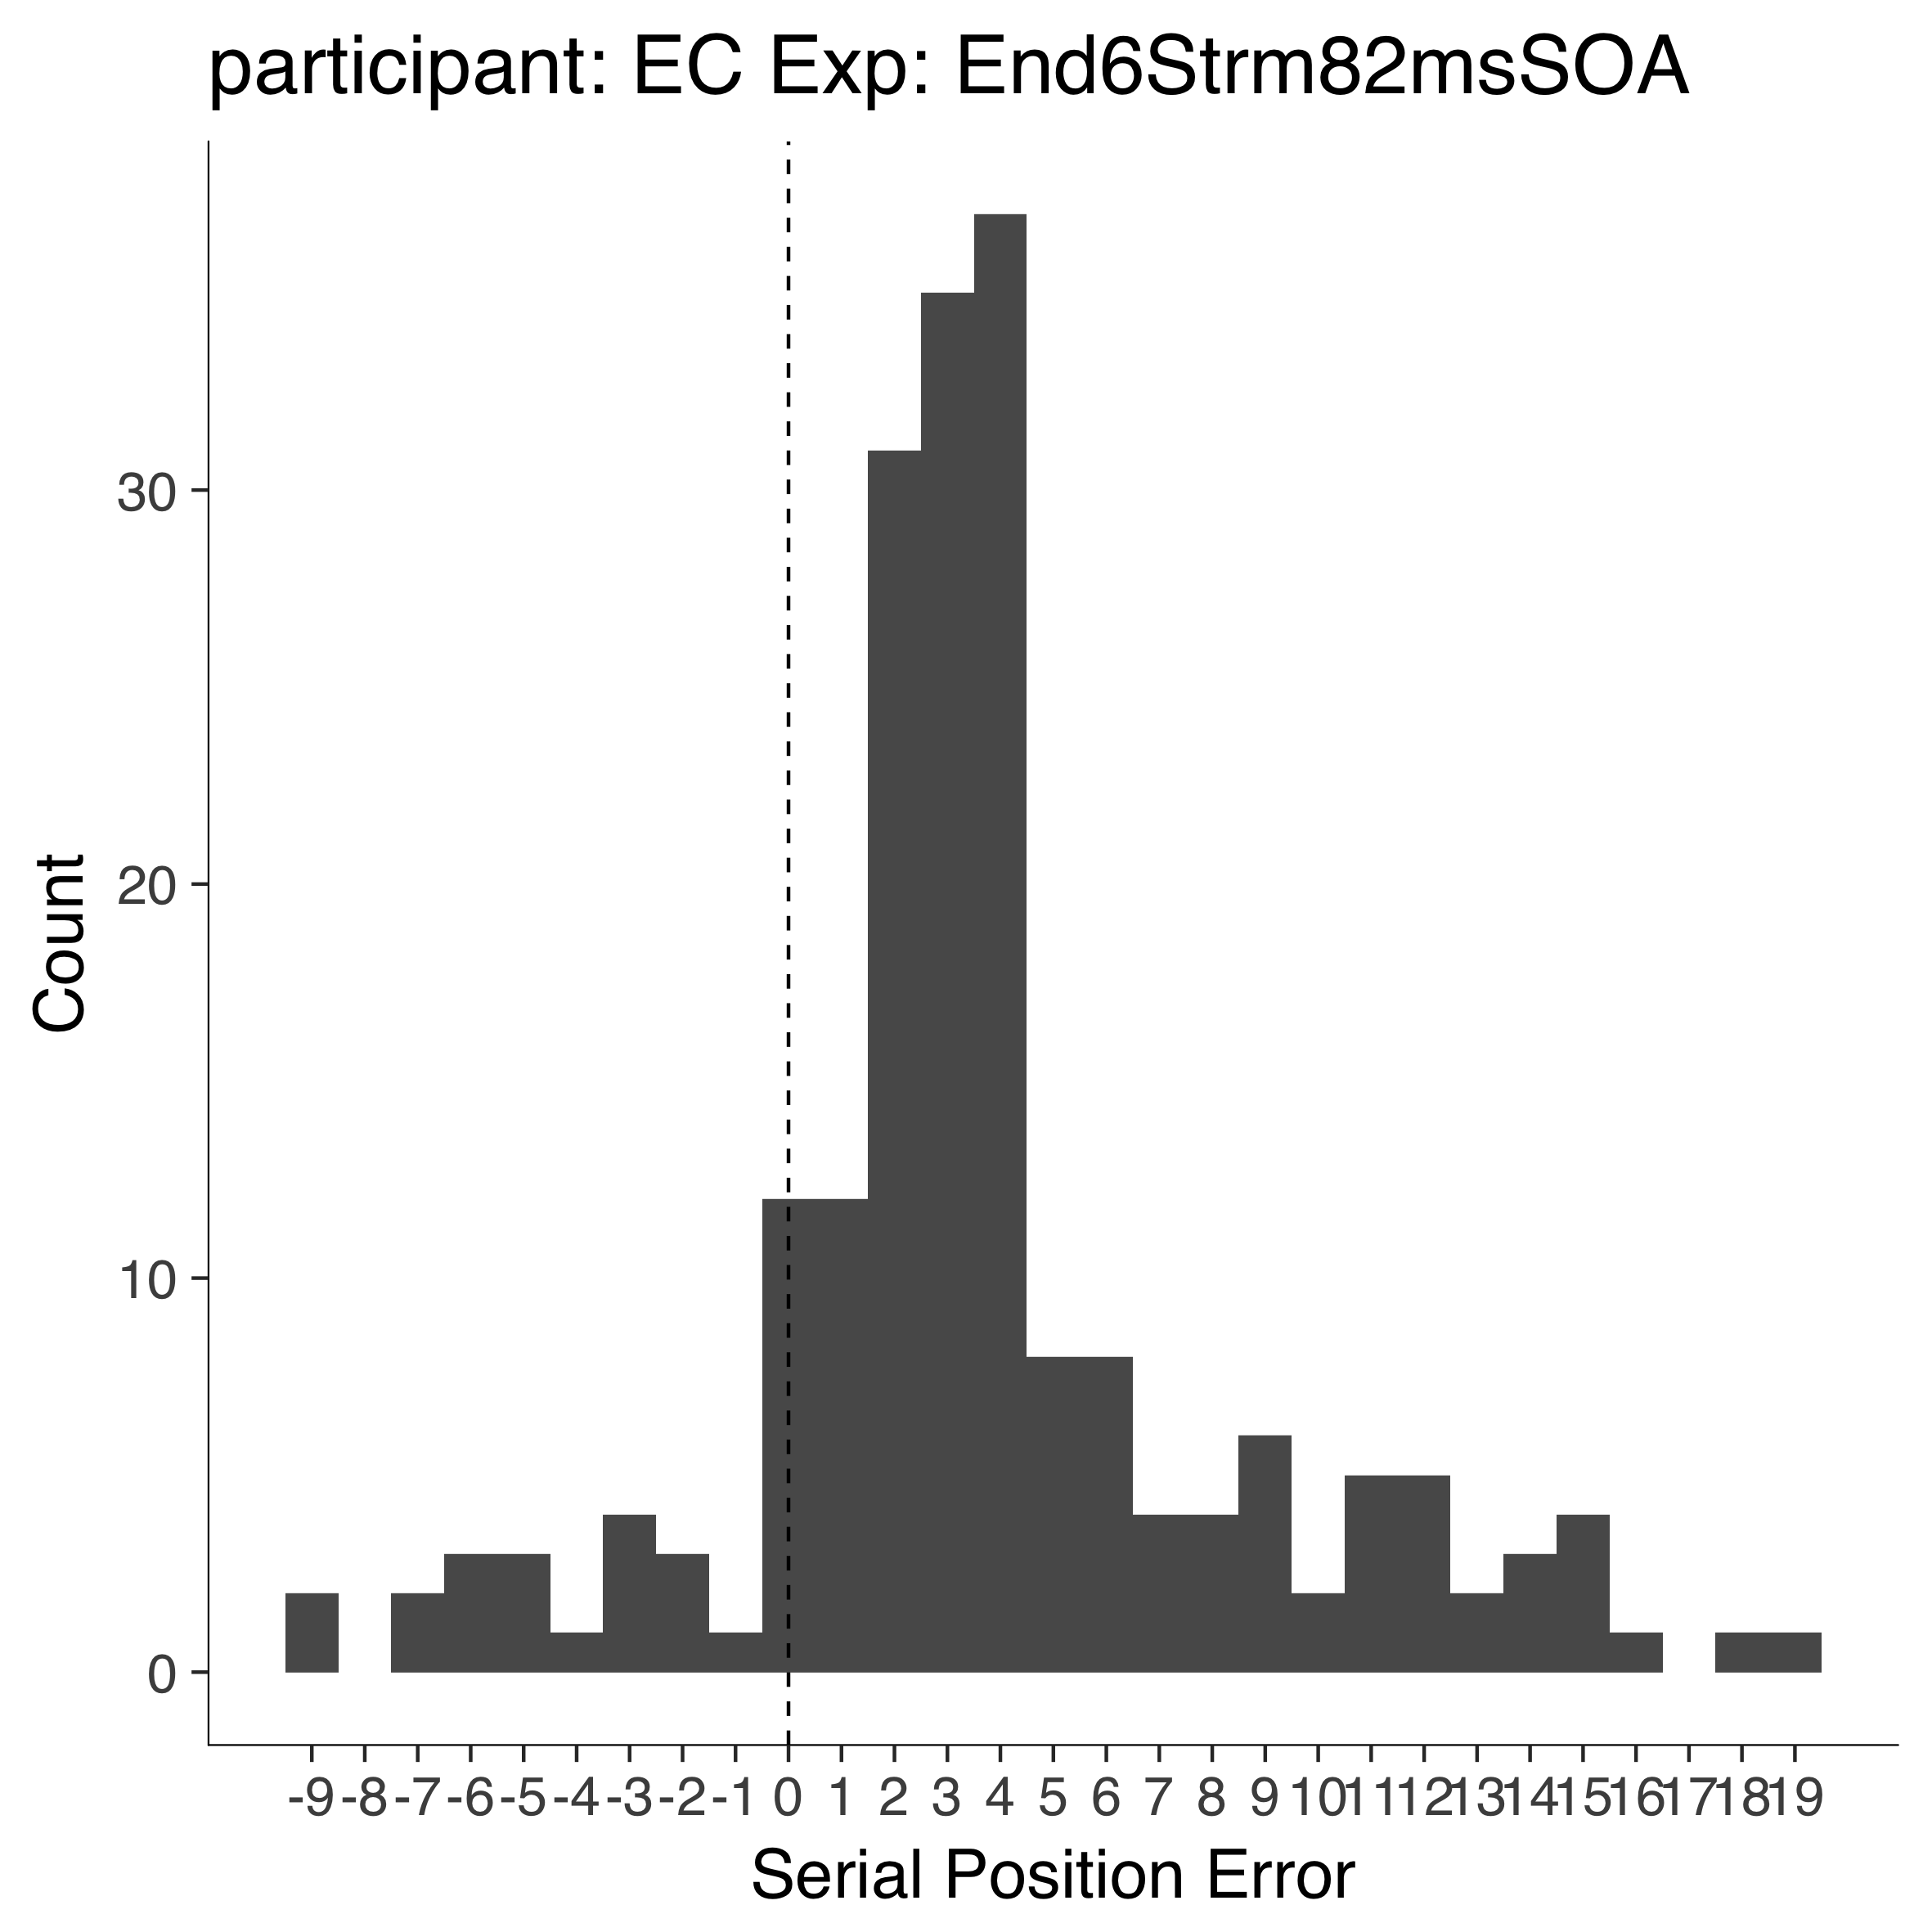 participant: EC Exp: Endo6Strm82msSOA
Count
30
20
10
0
-9 -8 -7 -6 -5 -4 -3 -2 -1 0 1 2 3 4 5 6 7 8 9 10 11 12 13 14 15 16 17 18 19
Serial Position Error